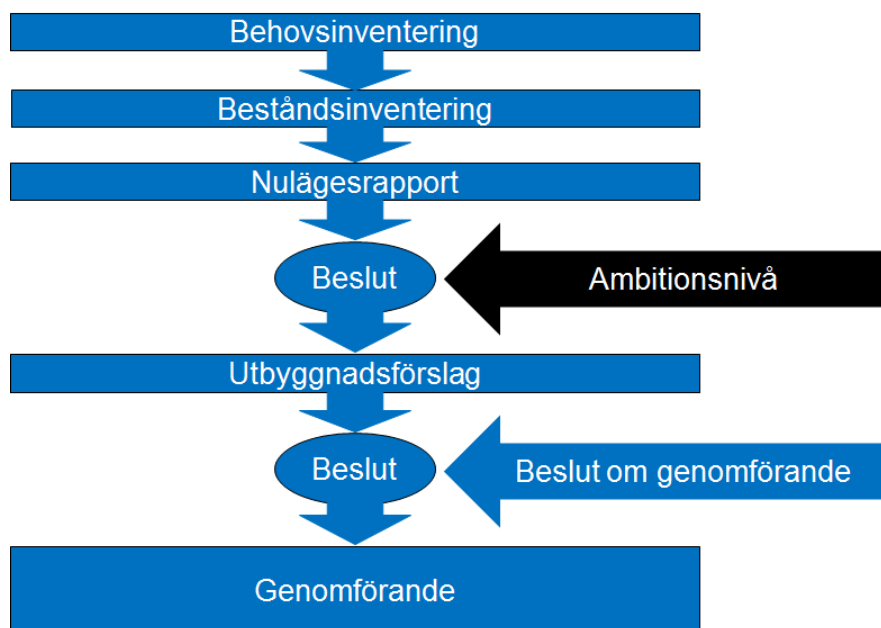 Behovsinventering
Beståndsinventering
Nulägesrapport
Beslut
Ambitionsnivå
Utbyggnadsförslag
Beslut
Beslut om genomförande
Genomförande